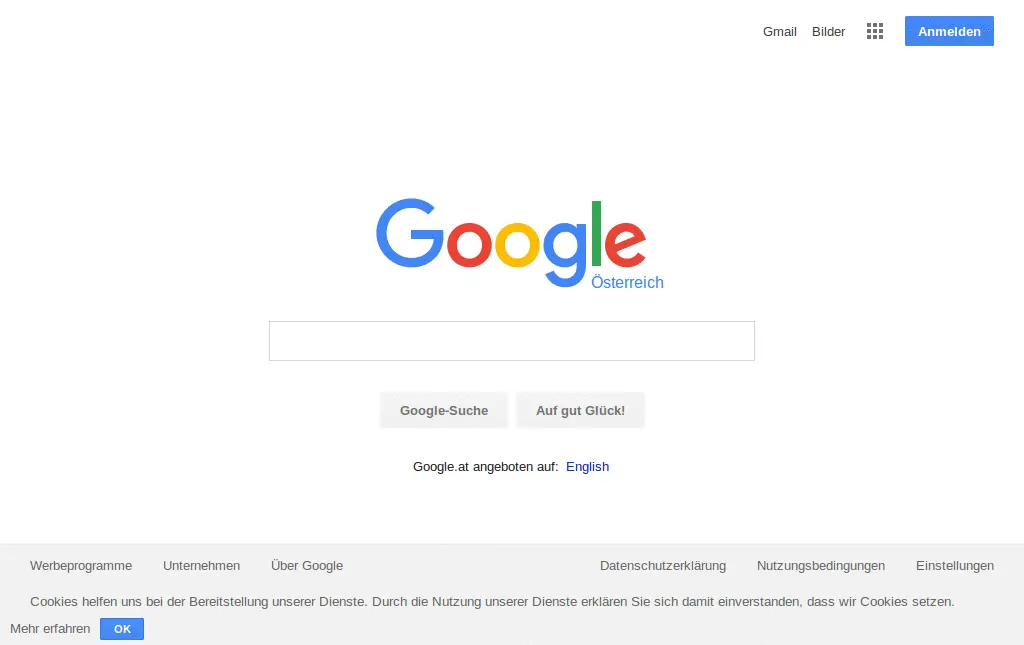 Gmail Bilder Anmelden
Google
Österreich
Google-Suche Auf gut Glück!
Google.at angeboten auf: English
Werbeprogramme Unternehmen Über Google Datenschutzerklärung Nutzungsbedingungen Einstellungen
Cookies helfen uns bei der Bereitstellung unserer Dienste. Durch die Nutzung unserer Dienste erklären Sie sich damit einverstanden, dass wir Cookies setzen.
Mehr erfahren OK